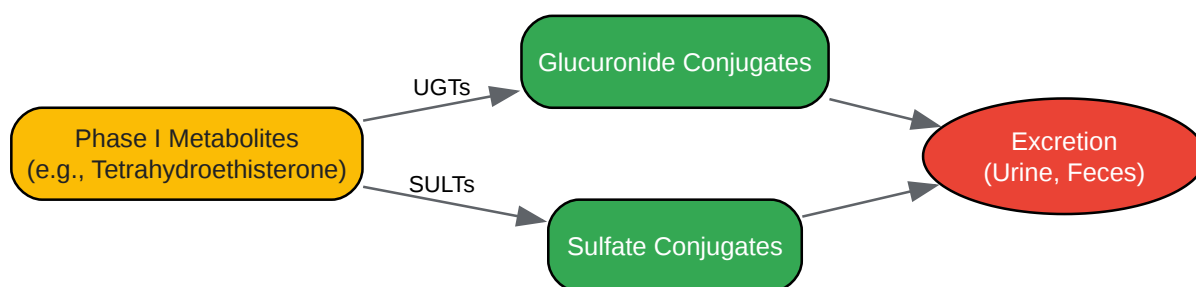 Glucuronide Conjugates
UGTs
Phase I Metabolites
(e.g., Tetrahydroethisterone)
Excretion
(Urine, Feces)
SULTs
Sulfate Conjugates